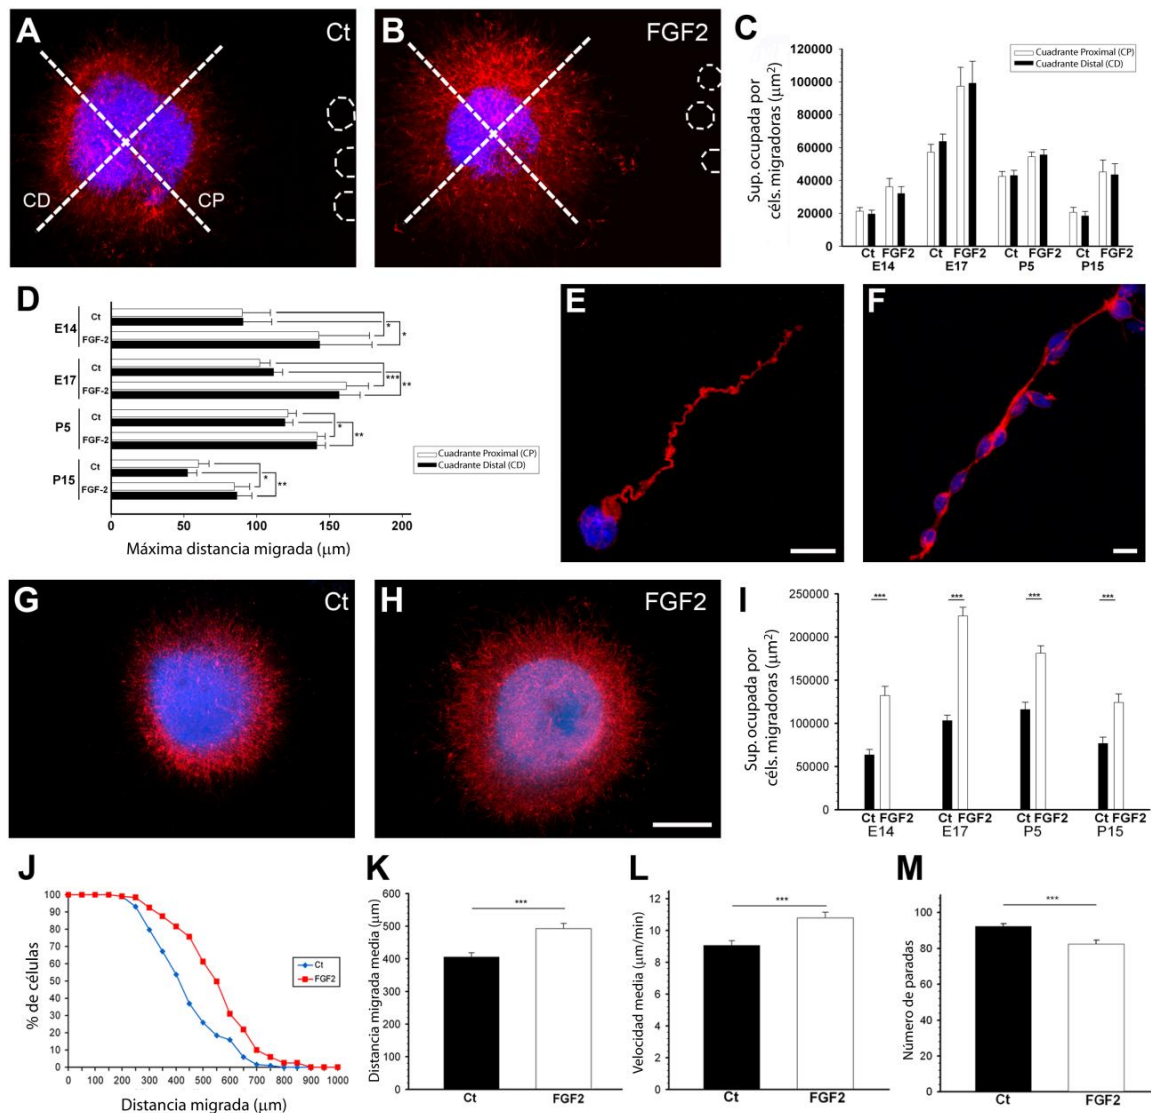 A
Ct
CD
CP
B
FGF2
C
Sup. ocupada por
céls. migradoras (µm²)
120000
100000
80000
60000
40000
20000
0
Cuadrante Proximal (CP)
Cuadrante Distal (CD)
Ct FGF2 Ct FGF2 Ct FGF2 Ct FGF2
E14 E17 P5 P15
D
E14
Ct
FGF-2
*
*
E17
Ct
FGF-2
***
**
P5
Ct
FGF-2
*
**
P15
Ct
FGF-2
*
**
Cuadrante Proximal (CP)
Cuadrante Distal (CD)
0 50 100 150 200
Máxima distancia migrada (µm)
E
F
G
Ct
H
FGF2
I
Sup. ocupada por
céls. migradoras (µm²)
250000
200000
150000
100000
50000
0
*** *** *** ***
Ct FGF2 Ct FGF2 Ct FGF2 Ct FGF2
E14 E17 P5 P15
J
% de células
100
90
80
70
60
50
40
30
20
10
0
Ct
FGF2
0 100 200 300 400 500 600 700 800 900 1000
Distancia migrada (µm)
K
Distancia migrada media (µm)
600
500
400
300
200
100
0
***
Ct FGF2
L
Velocidad media (µm/min)
12
10
8
6
4
2
0
***
Ct FGF2
M
Número de paradas
100
80
60
40
20
0
***
Ct FGF2